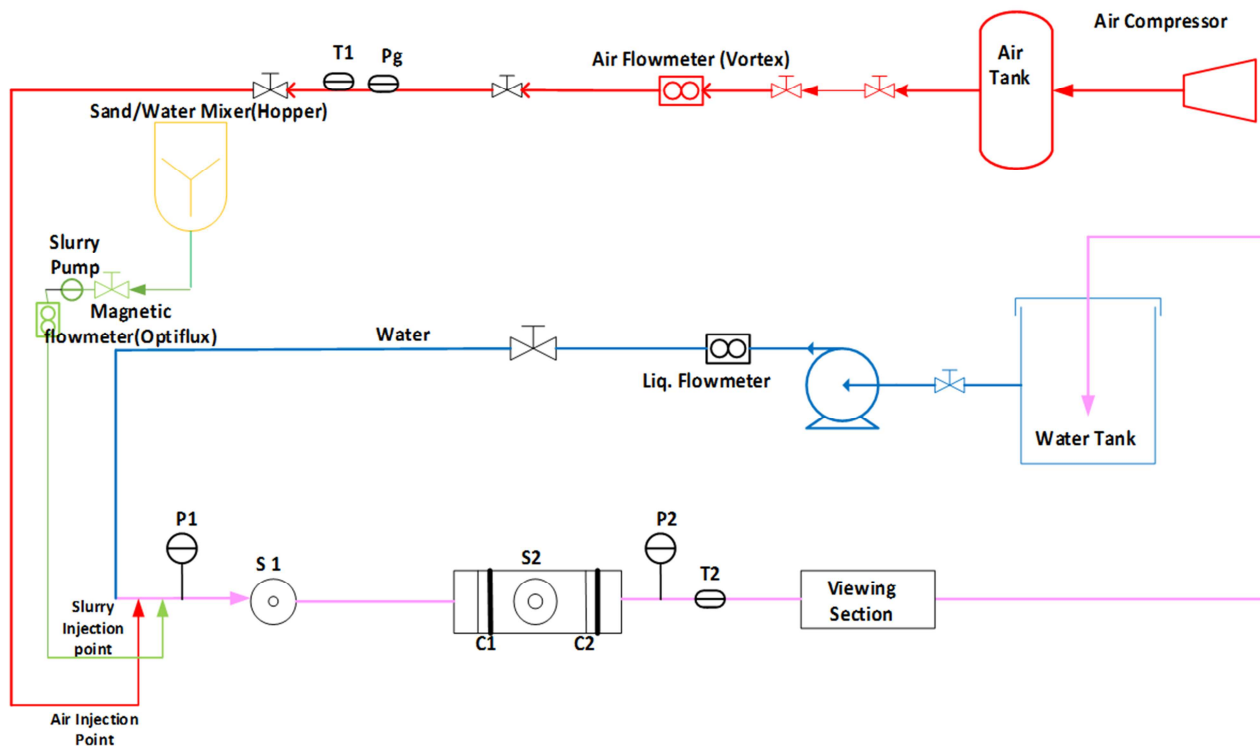 Air Compressor
T1
Pg
Air Flowmeter (Vortex)
Air
Tank
Sand/Water Mixer(Hopper)
Slurry
Pump
Magnetic
flowmeter(Optiflux)
Water
Liq. Flowmeter
Water Tank
P1
S 1
S2
P2
T2
Viewing
Section
C1
C2
Slurry
Injection
point
Air Injection
Point